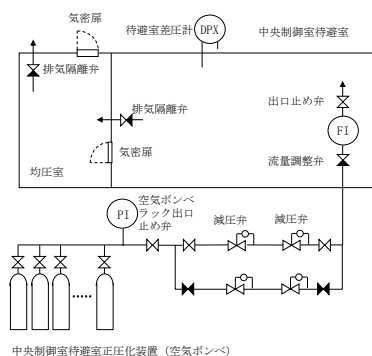 気密扉
待避室差圧計
DPX
中央制御室待避室
排気隔離弁
排気隔離弁
出口止め弁
FI
気密扉
流量調整弁
均圧室
空気ボンベ
ラック出口
止め弁
PI
減圧弁
減圧弁
中央制御室待避室正圧化装置（空気ボンベ）